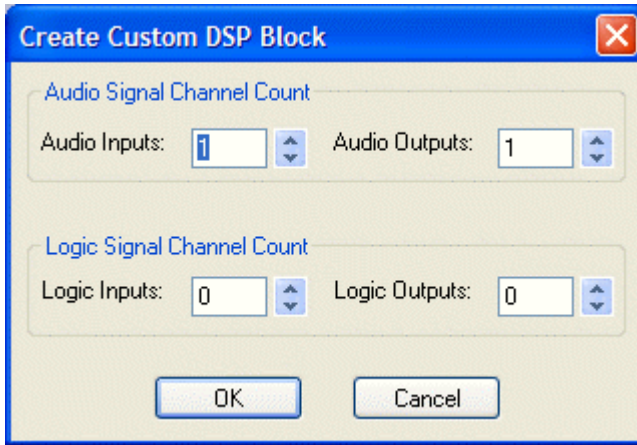 Create Custom DSP Block
Audio Signal Channel Count
Audio Inputs: 1 Audio Outputs: 1
Logic Signal Channel Count
Logic Inputs: 0 Logic Outputs: 0
OK Cancel